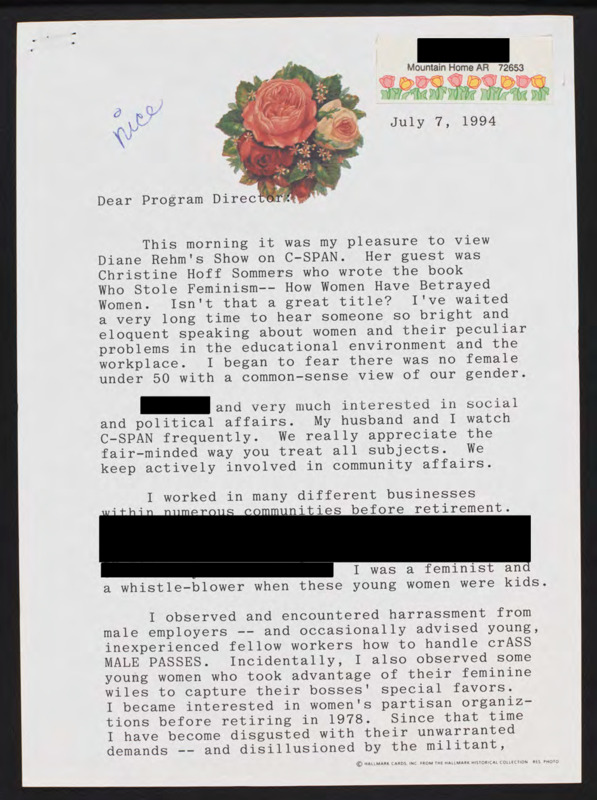 Mountain Home AR 72653
nice
July 7, 1994
Dear Program Director:
This morning it was my pleasure to view
Diane Rehm's Show on C-SPAN. Her guest was
Christine Hoff Sommers who wrote the book
Who Stole Feminism-- How Women Have Betrayed
Women. Isn't that a great title? I've waited
a very long time to hear someone so bright and
eloquent speaking about women and their peculiar
problems in the educational environment and the
workplace. I began to fear there was no female
under 50 with a common-sense view of our gender.
and very much interested in social
and political affairs. My husband and I watch
C-SPAN frequently. We really appreciate the
fair-minded way you treat all subjects. We
keep actively involved in community affairs.
I worked in many different businesses
within numerous communities before retirement.
I was a feminist and
a whistle-blower when these young women were kids.
I observed and encountered harrassment from
male employers -- and occasionally advised young,
inexperienced fellow workers how to handle crASS
MALE PASSES. Incidentally, I also observed some
young women who took advantage of their feminine
wiles to capture their bosses' special favors.
I became interested in women's partisan organiz-
tions before retiring in 1978. Since that time
I have become disgusted with their unwarranted
demands -- and disillusioned by the militant,
© HALLMARK CARDS, INC. FROM THE HALLMARK HISTORICAL COLLECTION RES. PHOTO